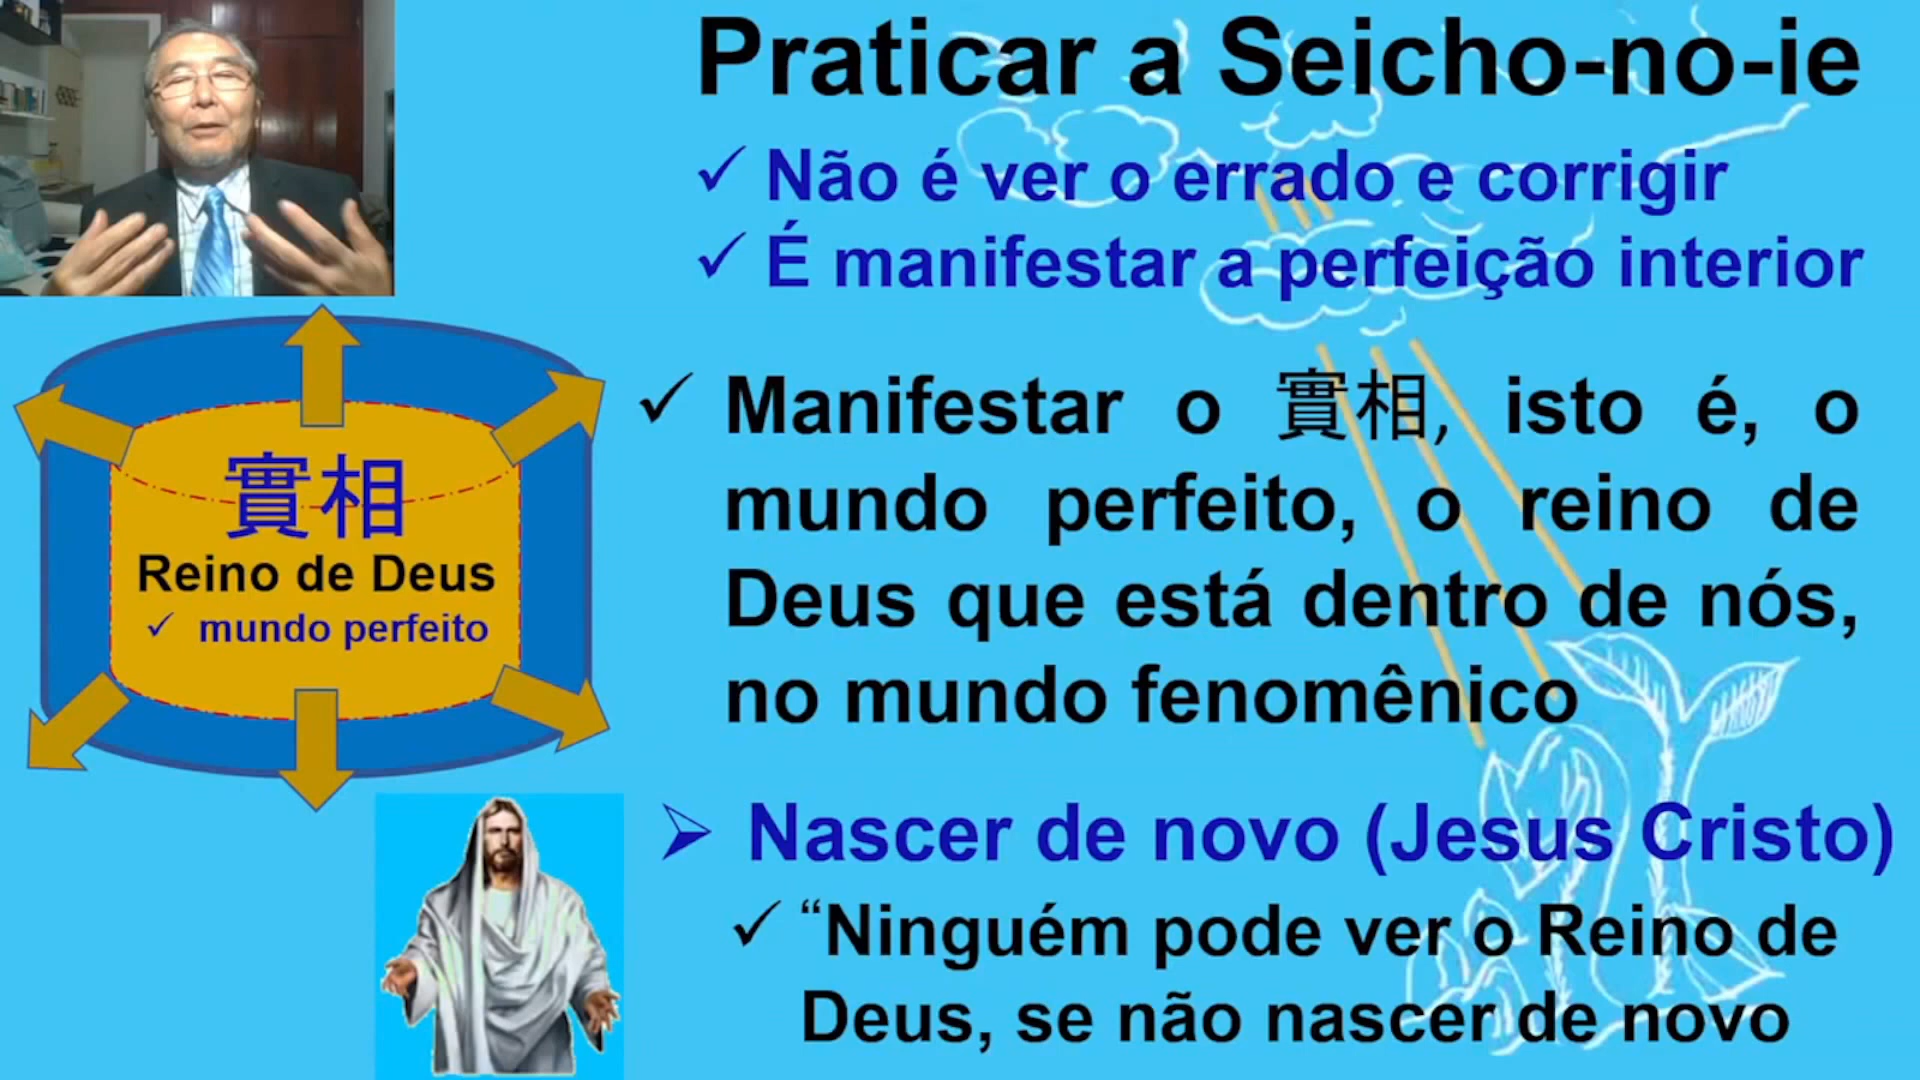 Praticar a Seicho-no-ie
✓ Não é ver o errado e corrigir
✓ É manifestar a perfeição interior
實相
Reino de Deus
✓ mundo perfeito
✓ Manifestar o 實相, isto é, o
mundo perfeito, o reino de
Deus que está dentro de nós,
no mundo fenomênico
➢ Nascer de novo (Jesus Cristo)
✓ “Ninguém pode ver o Reino de
Deus, se não nascer de novo